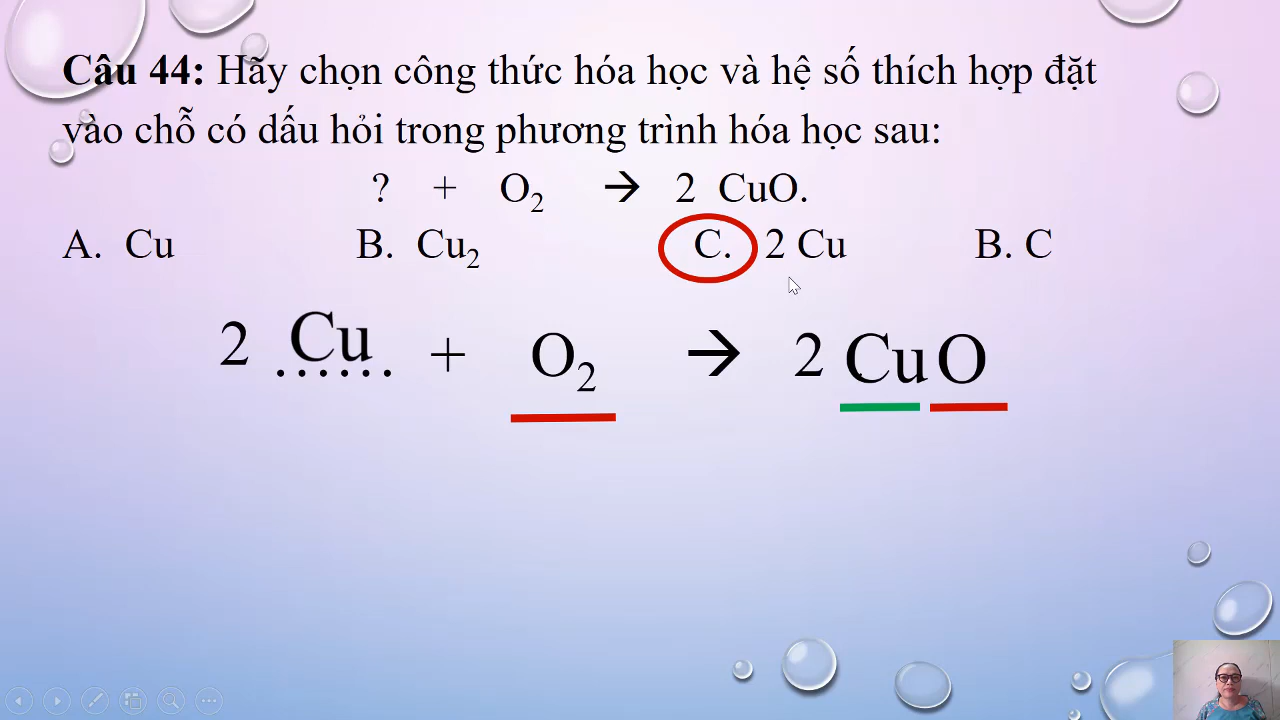 Câu 44: Hãy chọn công thức hóa học và hệ số thích hợp đặt
vào chỗ có dấu hỏi trong phương trình hóa học sau:
? + O₂ → 2 CuO.
A. Cu B. Cu₂ C. 2 Cu B. C
2 Cu + O₂ → 2 CuO
......